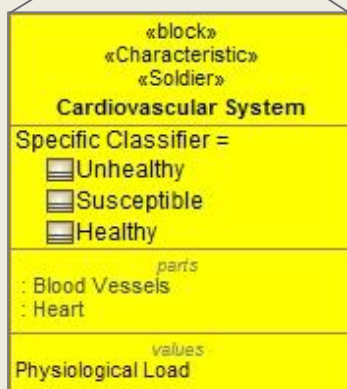 «block»
«Characteristic»
«Soldier»
Cardiovascular System
Specific Classifier =
Unhealthy
Susceptible
Healthy
parts
: Blood Vessels
: Heart
values
Physiological Load